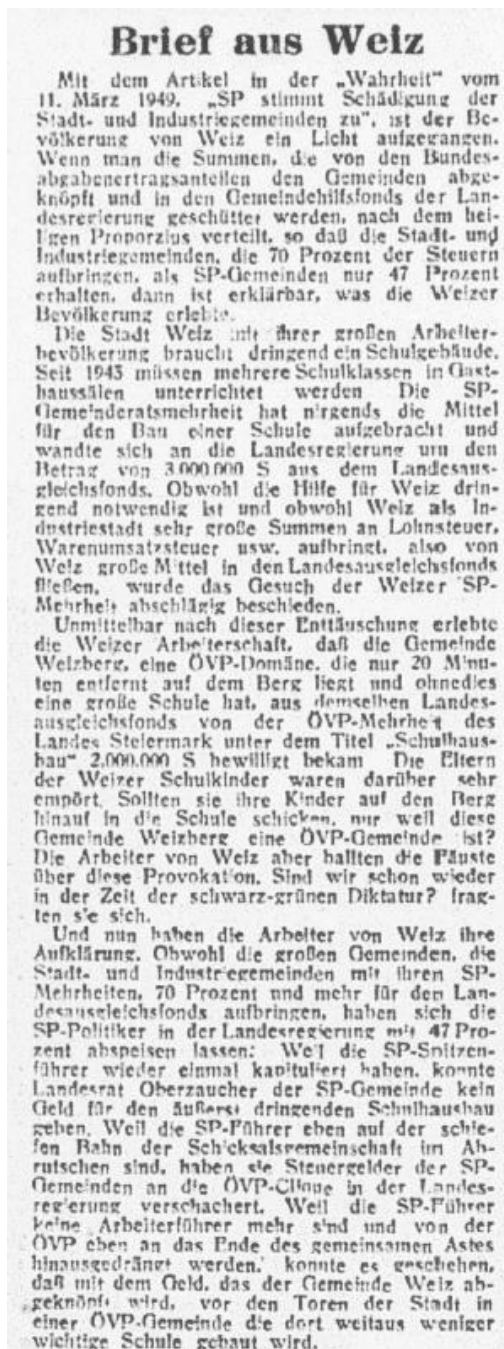 Brief aus Weiz
Mit dem Artikel in der „Wahrheit" vom
11. März 1949, „SP stimmt Schädigung der
Stadt- und Industriegemeinden zu", ist der Be-
völkerung von Weiz ein Licht aufgegangen.
Wenn man die Summen, die von den Bundes-
abgabenertragsanteilen den Gemeinden abge-
knöpft und in den Gemeindehilfsfonds der Lan-
desregierung geschüttet werden, nach dem hei-
ligen Proporzius verteilt, so daß die Stadt- und
Industriegemeinden, die 70 Prozent der Steuern
aufbringen, als SP-Gemeinden nur 47 Prozent
erhalten, dann ist erklärbar, was die Weizer
Bevölkerung erlebte.
Die Stadt Weiz mit ihrer großen Arbeiter-
bevölkerung braucht dringend ein Schulgebäude.
Seit 1945 müssen mehrere Schulklassen in Gast-
haussälen unterrichtet werden Die SP-
Gemeinderatsmehrheit hat nirgends die Mittel
für den Bau einer Schule aufgebracht und
wandte sich an die Landesregierung um den
Betrag von 3,000.000 S aus dem Landesaus-
gleichsfonds. Obwohl die Hilfe für Weiz drin-
gend notwendig ist und obwohl Weiz als In-
dustriestadt sehr große Summen an Lohnsteuer,
Warenumsatzsteuer usw. aufbringt, also von
Weiz große Mittel in den Landesausgleichsfonds
fließen, wurde das Gesuch der Weizer SP-
Mehrheit abschlägig beschieden.
Unmittelbar nach dieser Enttäuschung erlebte
die Weizer Arbeiterschaft, daß die Gemeinde
Weizberg, eine ÖVP-Domäne, die nur 20 Minu-
ten entfernt auf dem Berg liegt und ohnedies
eine große Schule hat, aus demselben Landes-
ausgleichsfonds von der ÖVP-Mehrheit des
Landes Steiermark unter dem Titel „Schulhaus-
bau" 2,000.000 S bewilligt bekam Die Eltern
der Weizer Schulkinder waren darüber sehr
empört. Sollten sie ihre Kinder auf den Berg
hinauf in die Schule schicken, nur weil diese
Gemeinde Weizberg eine ÖVP-Gemeinde ist?
Die Arbeiter von Weiz aber ballten die Fäuste
über diese Provokation. Sind wir schon wieder
in der Zeit der schwarz-grünen Diktatur? frag-
ten sie sich.
Und nun haben die Arbeiter von Weiz ihre
Aufklärung. Obwohl die großen Gemeinden, die
Stadt- und Industriegemeinden mit ihren SP-
Mehrheiten, 70 Prozent und mehr für den Lan-
desausgleichsfonds aufbringen, haben sich die
SP-Politiker in der Landesregierung mit 47 Pro-
zent abspeisen lassen: Weil die SP-Spitzen-
führer wieder einmal kapituliert haben, konnte
Landesrat Oberzaucher der SP-Gemeinde kein
Geld für den äußerst dringenden Schulhausbau
geben. Weil die SP-Führer eben auf der schie-
fen Bahn der Schicksalsgemeinschaft im Ab-
rutschen sind, haben sie Steuergelder der SP-
Gemeinden an die ÖVP-Clique in der Landes-
regierung verschachert. Weil die SP-Führer
keine Arbeiterführer mehr sind und von der
ÖVP eben an das Ende des gemeinsamen Astes
hinausgedrängt werden, konnte es geschehen,
daß mit dem Geld, das der Gemeinde Weiz ab-
geknöpft wird, vor den Toren der Stadt in
einer ÖVP-Gemeinde die dort weitaus weniger
wichtige Schule gebaut wird.